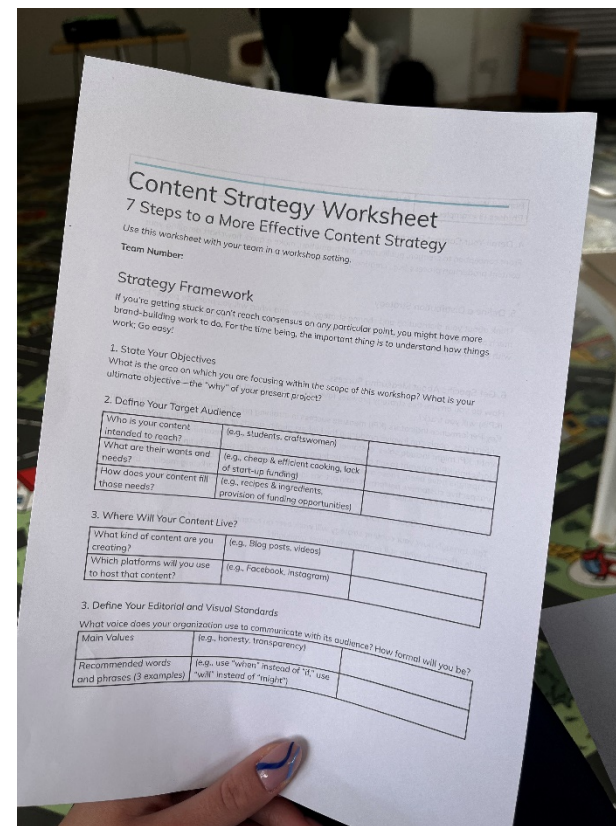 Content Strategy Worksheet
7 Steps to a More Effective Content Strategy
Use this worksheet with your team in a workshop setting.
Team Number:
Strategy Framework
If you're getting stuck or can't reach consensus on any particular point, you might have more
brand-building work to do. For the time being, the important thing is to understand how things
work; Go easy!
1. State Your Objectives
What is the area on which you are focusing within the scope of this workshop? What is your
ultimate objective – the "why" of your present project?
2. Define Your Target Audience
Who is your content
intended to reach?
(e.g., students, craftswomen)
What are their wants and
needs?
(e.g., cheap & efficient cooking, lack
of start-up funding)
How does your content fill
those needs?
(e.g., recipes & ingredients,
provision of funding opportunities)
3. Where Will Your Content Live?
What kind of content are you
creating?
(e.g., Blog posts, videos)
Which platforms will you use
to host that content?
(e.g., Facebook, Instagram)
3. Define Your Editorial and Visual Standards
What voice does your organization use to communicate with its audience? How formal will you be?
Main Values
(e.g., honesty, transparency)
Recommended words
and phrases (3 examples)
(e.g., use "when" instead of "if," use
"will" instead of "might")